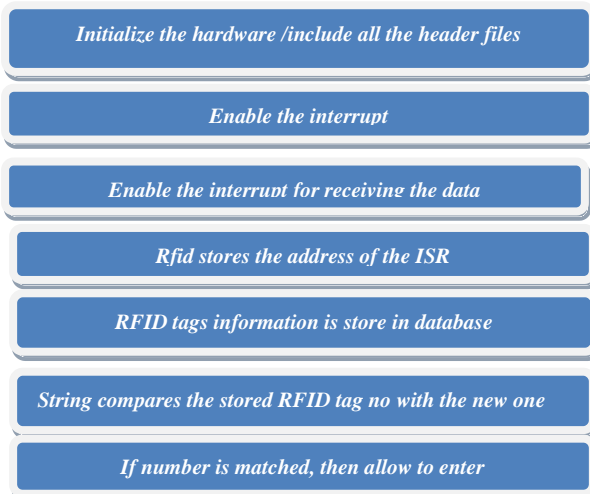 Initialize the hardware /include all the header files
Enable the interrupt
Enable the interrupt for receiving the data
Rfid stores the address of the ISR
RFID tags information is store in database
String compares the stored RFID tag no with the new one
If number is matched, then allow to enter